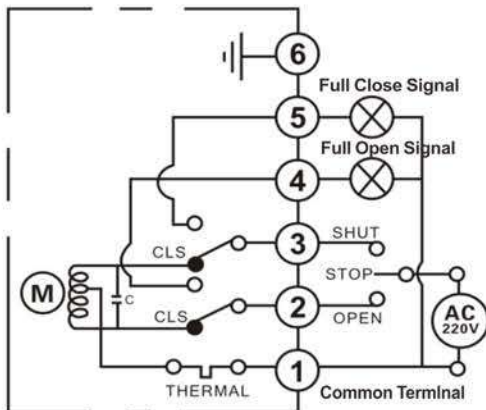 6
Full Close Signal
5
Full Open Signal
4
CLS
3
SHUT
STOP
M
C
CLS
2
OPEN
AC
220V
THERMAL
1
Common Terminal